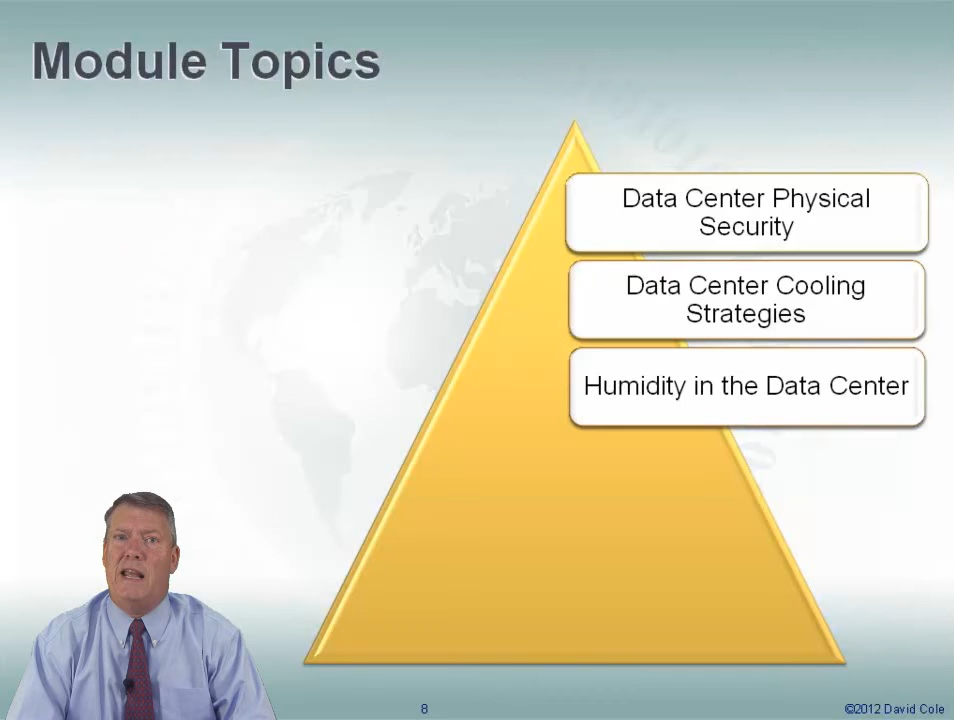 Module Topics
Data Center Physical
Security
Data Center Cooling
Strategies
Humidity in the Data Center
8
©2012 David Cole